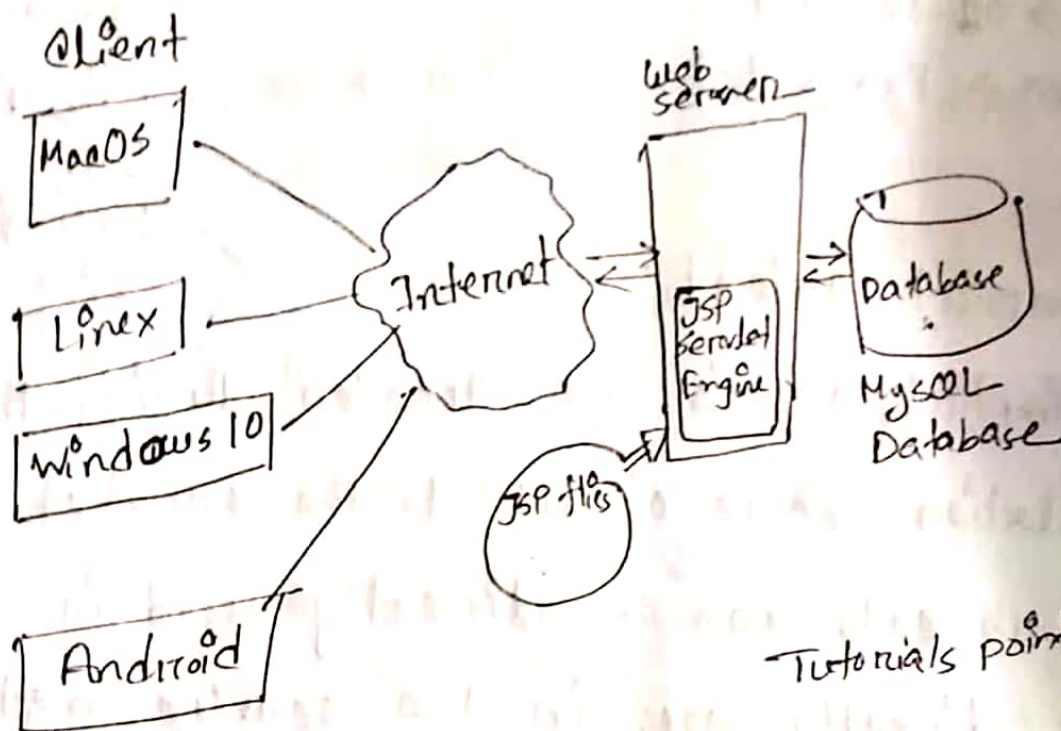 Client
MacOS
Linex
Windows 10
Android
Internet
Web
server
JSP
Servlet
Engine
JSP files
Database
MySQL
Database
Tutorials point